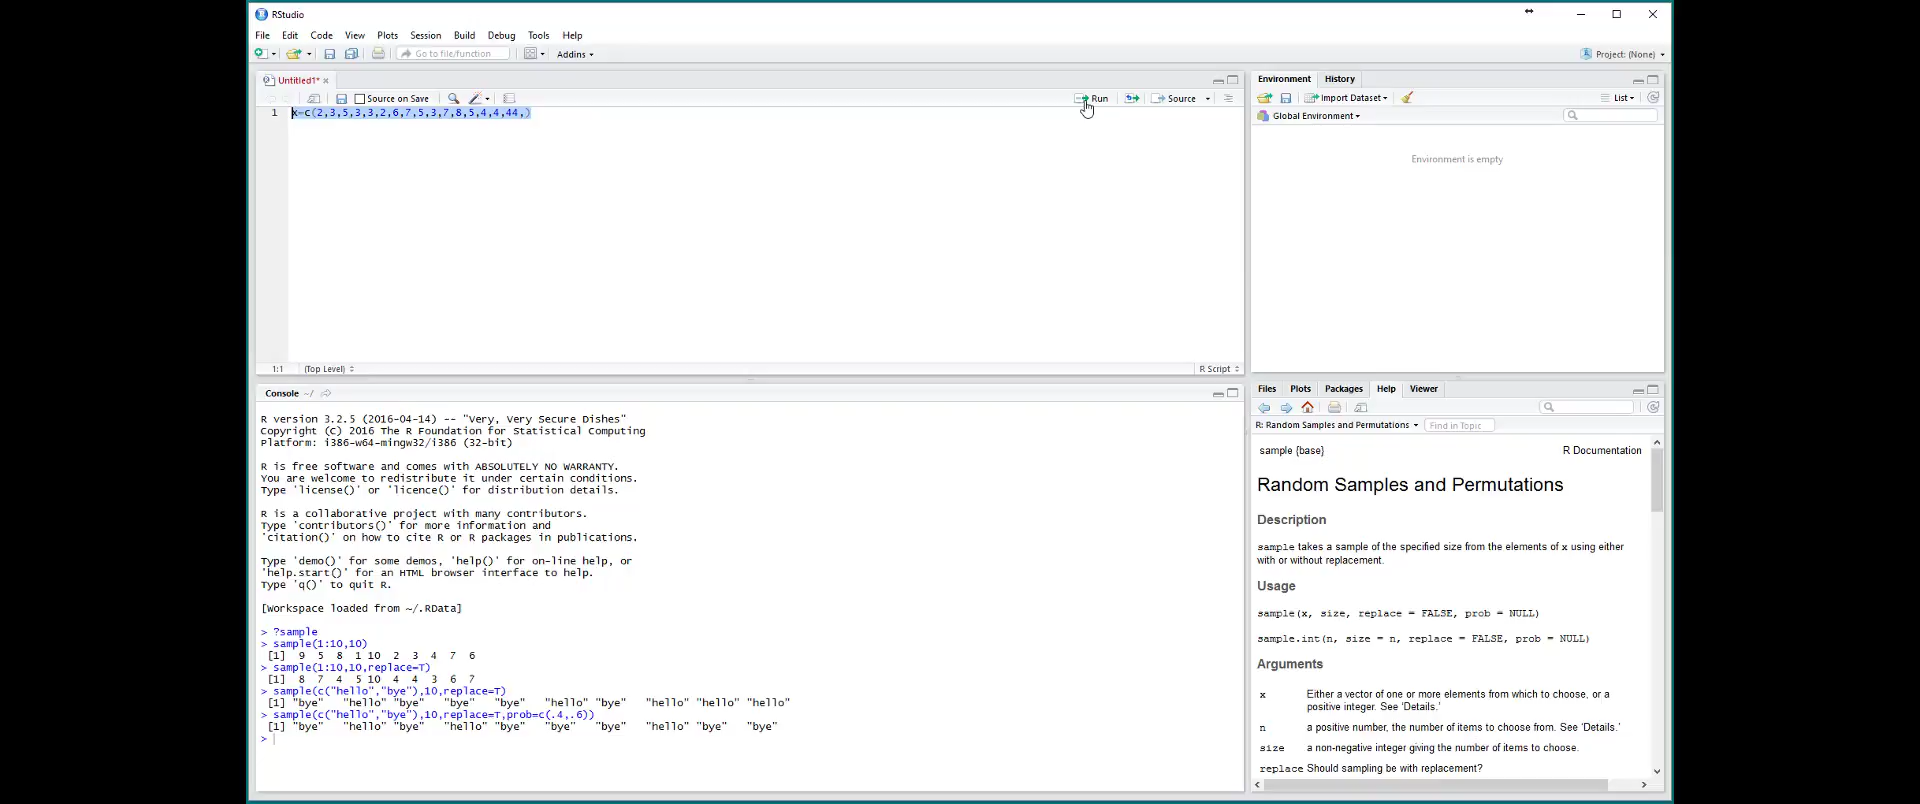 RStudio
File Edit Code View Plots Session Build Debug Tools Help
Go to file/function Addins Project: (None)
Untitled1*
Source on Save Run Source
1 x=c(2,3,5,3,3,2,6,7,5,3,7,8,5,4,4,44,)
1:1 (Top Level) R Script
Console ~/
R version 3.2.5 (2016-04-14) -- "Very, Very Secure Dishes"
Copyright (C) 2016 The R Foundation for Statistical Computing
Platform: i386-w64-mingw32/i386 (32-bit)
R is free software and comes with ABSOLUTELY NO WARRANTY.
You are welcome to redistribute it under certain conditions.
Type 'license()' or 'licence()' for distribution details.
R is a collaborative project with many contributors.
Type 'contributors()' for more information and
'citation()' on how to cite R or R packages in publications.
Type 'demo()' for some demos, 'help()' for on-line help, or
'help.start()' for an HTML browser interface to help.
Type 'q()' to quit R.
[Workspace loaded from ~/.RData]
> ?sample
> sample(1:10,10)
[1] 9 5 8 1 10 2 3 4 7 6
> sample(1:10,10,replace=T)
[1] 8 7 4 5 10 4 4 3 6 7
> sample(c("hello","bye"),10,replace=T)
[1] "bye" "hello" "bye" "bye" "bye" "hello" "bye" "hello" "hello" "hello"
> sample(c("hello","bye"),10,replace=T,prob=c(.4,.6))
[1] "bye" "hello" "bye" "hello" "bye" "bye" "bye" "hello" "bye" "bye"
>
Environment History
Import Dataset List
Global Environment
Environment is empty
Files Plots Packages Help Viewer
R: Random Samples and Permutations Find in Topic
sample {base} R Documentation
Random Samples and Permutations
Description
sample takes a sample of the specified size from the elements of x using either
with or without replacement.
Usage
sample(x, size, replace = FALSE, prob = NULL)
sample.int(n, size = n, replace = FALSE, prob = NULL)
Arguments
x Either a vector of one or more elements from which to choose, or a
positive integer. See ‘Details.’
n a positive number, the number of items to choose from. See ‘Details.’
size a non-negative integer giving the number of items to choose.
replace Should sampling be with replacement?